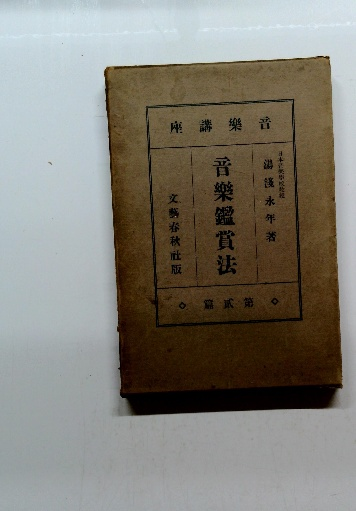 音樂講座
湯淺永年著
音樂鑑賞法
文藝春秋社版
第貳篇